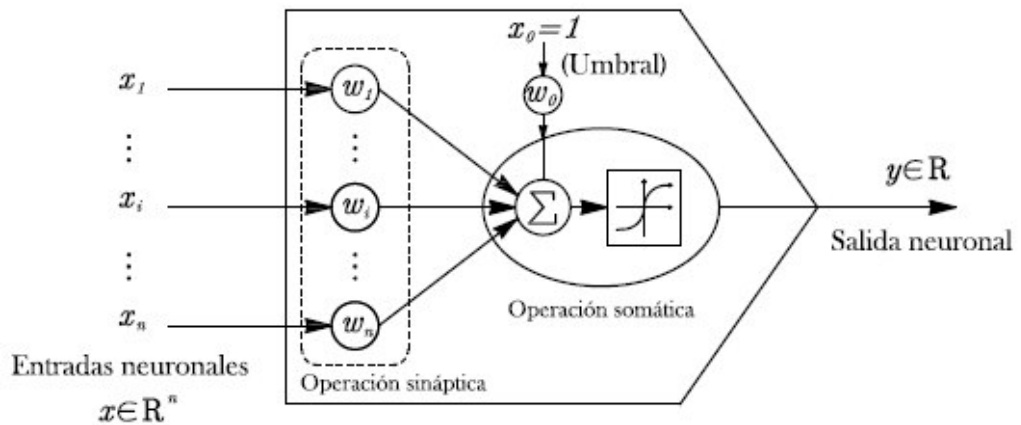 x₀=1
(Umbral)
w₀
x₁
w₁
⋮
⋮
xᵢ
wᵢ
Σ
y∈R
Salida neuronal
⋮
⋮
Operación somática
xₙ
wₙ
Entradas neuronales
x∈Rⁿ
Operación sináptica